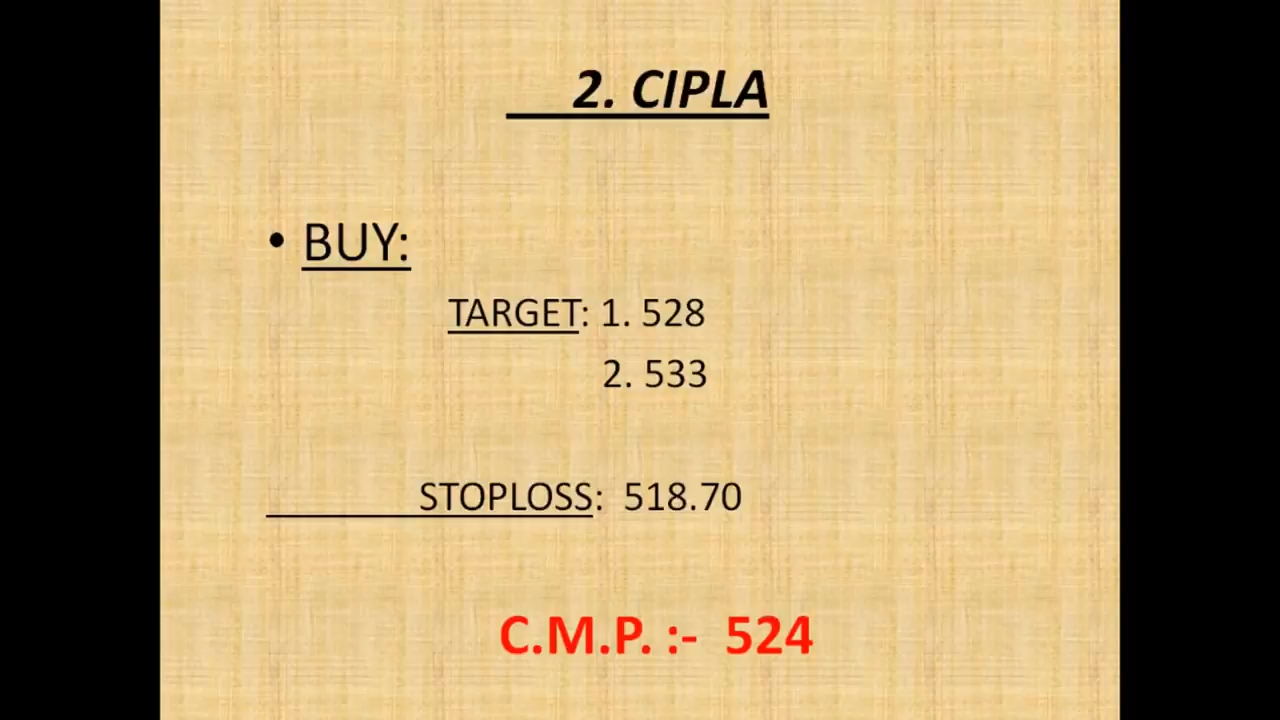 2. CIPLA
• BUY:
TARGET: 1. 528
2. 533
STOPLOSS: 518.70
C.M.P. :- 524